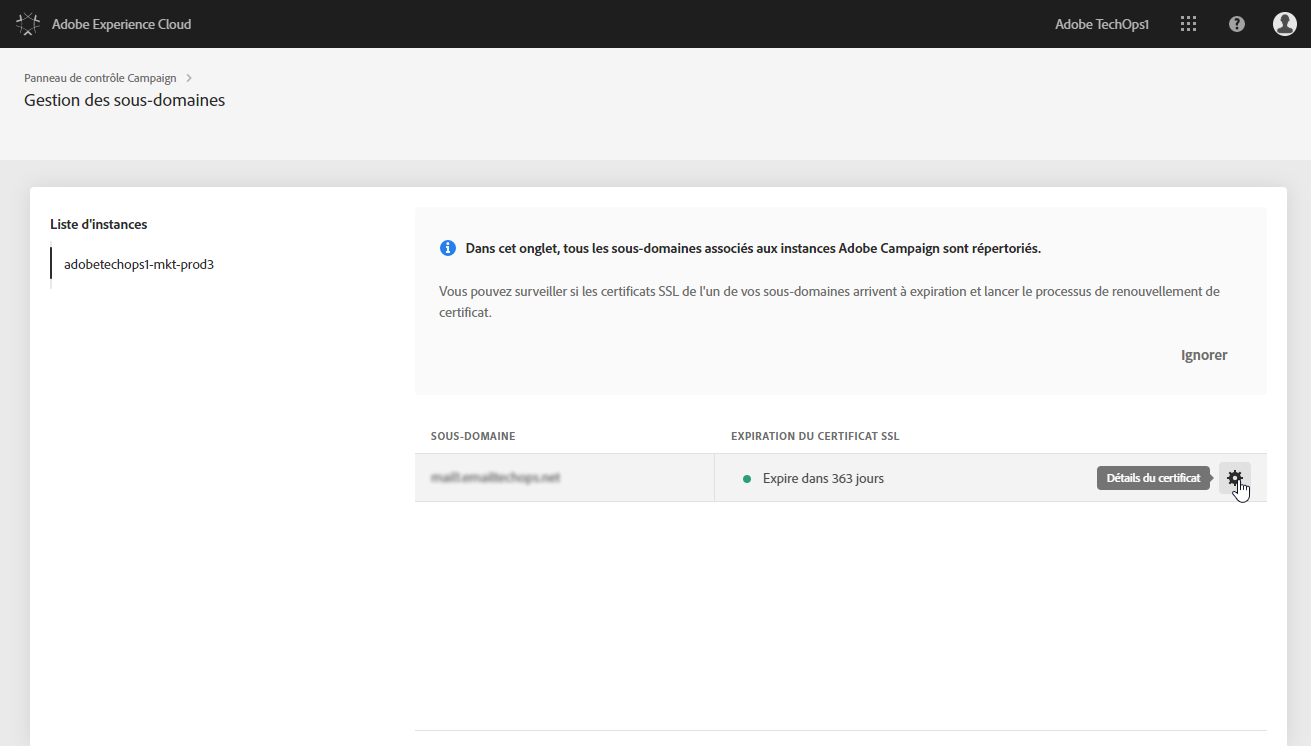 Adobe Experience Cloud
Adobe TechOps1
Panneau de contrôle Campaign
Gestion des sous-domaines
Liste d'instances
adobetechops1-mkt-prod3
Dans cet onglet, tous les sous-domaines associés aux instances Adobe Campaign sont répertoriés.
Vous pouvez surveiller si les certificats SSL de l'un de vos sous-domaines arrivent à expiration et lancer le processus de renouvellement de
certificat.
Ignorer
SOUS-DOMAINE
EXPIRATION DU CERTIFICAT SSL
Expire dans 363 jours
Détails du certificat